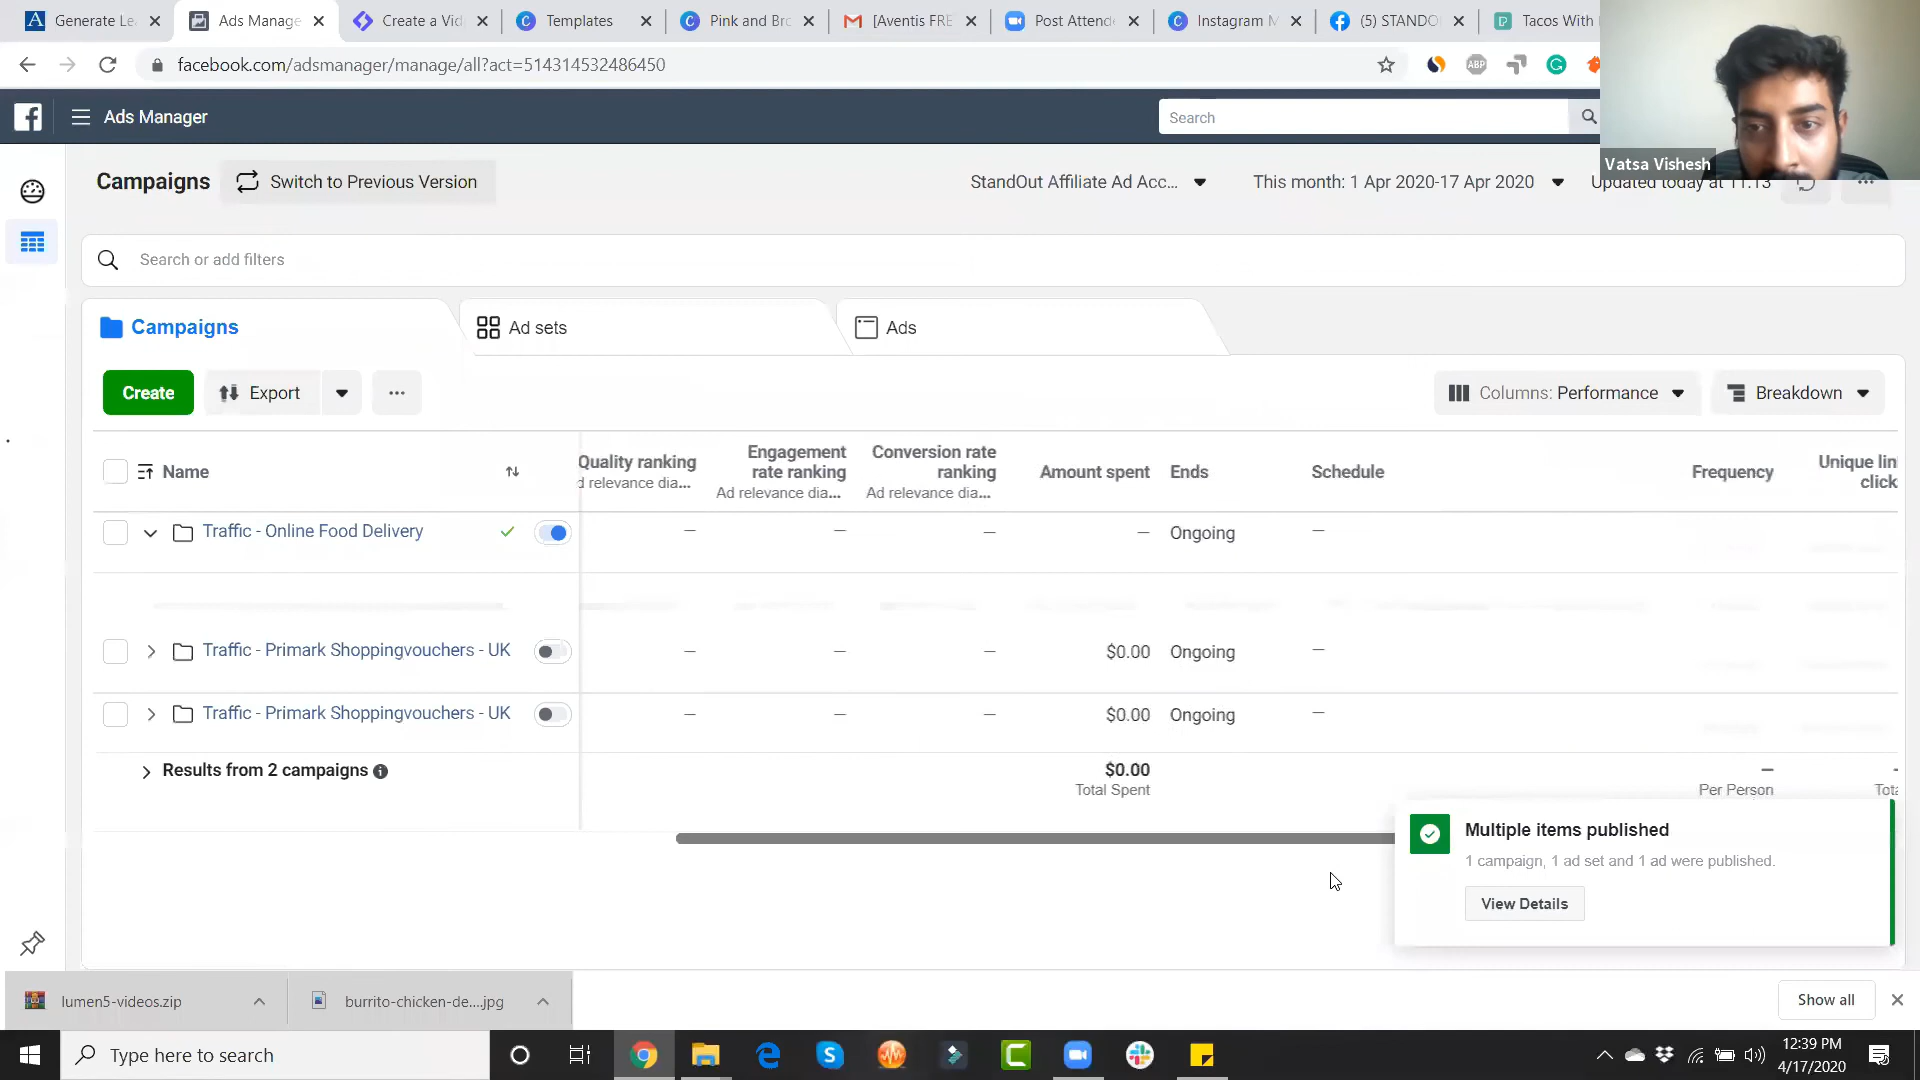 Generate Le
Ads Manage
Create a Vid
Templates
Pink and Bro
[Aventis FRE
Post Attend
Instagram M
(5) STANDO
Tacos With
facebook.com/adsmanager/manage/all?act=514314532486450
ABP
Ads Manager
Search
Vatsa Vishesh
Campaigns
Switch to Previous Version
StandOut Affiliate Ad Acc...
This month: 1 Apr 2020-17 Apr 2020
Updated today at 11:13
Search or add filters
Campaigns
Ad sets
Ads
Create
Export
Columns: Performance
Breakdown
Name
Quality ranking
d relevance dia...
Engagement rate ranking
Ad relevance dia...
Conversion rate ranking
Ad relevance dia...
Amount spent
Ends
Schedule
Frequency
Unique lin
click
Traffic - Online Food Delivery
—
—
—
—
Ongoing
—
Traffic - Primark Shoppingvouchers - UK
—
—
—
$0.00
Ongoing
—
Traffic - Primark Shoppingvouchers - UK
—
—
—
$0.00
Ongoing
—
Results from 2 campaigns
$0.00
Total Spent
—
Per Person
Tota
Multiple items published
1 campaign, 1 ad set and 1 ad were published.
View Details
lumen5-videos.zip
burrito-chicken-de....jpg
Show all
Type here to search
12:39 PM
4/17/2020